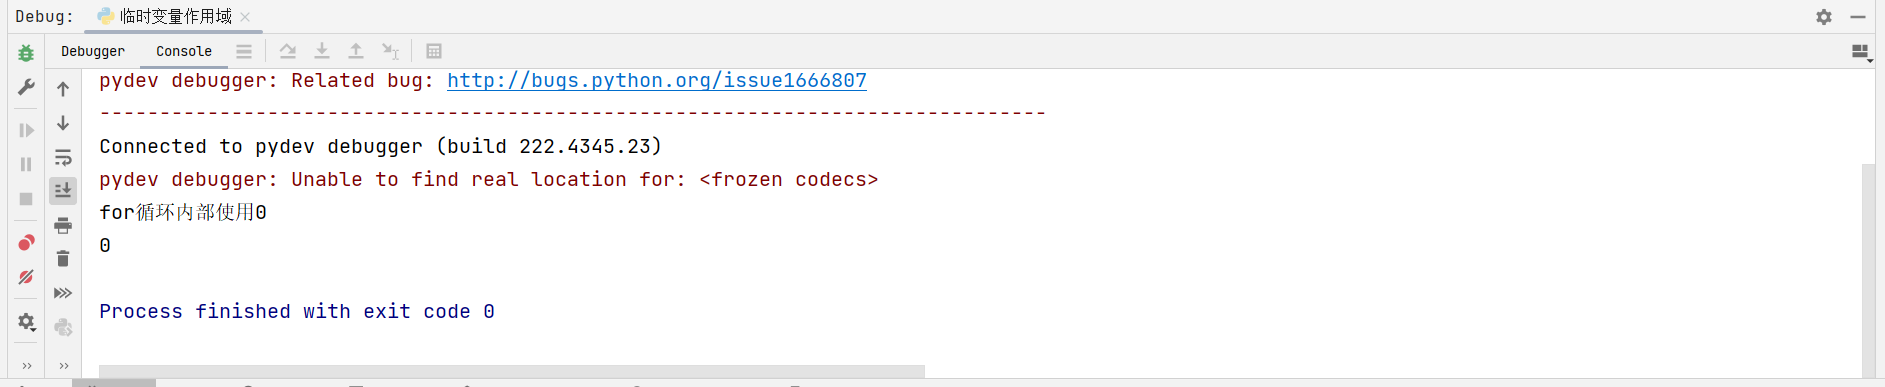 Debug: 临时变量作用域
Debugger Console
pydev debugger: Related bug: http://bugs.python.org/issue1666807
-------------------------------------------------------------------------------
Connected to pydev debugger (build 222.4345.23)
pydev debugger: Unable to find real location for: <frozen codecs>
for循环内部使用0
0
Process finished with exit code 0